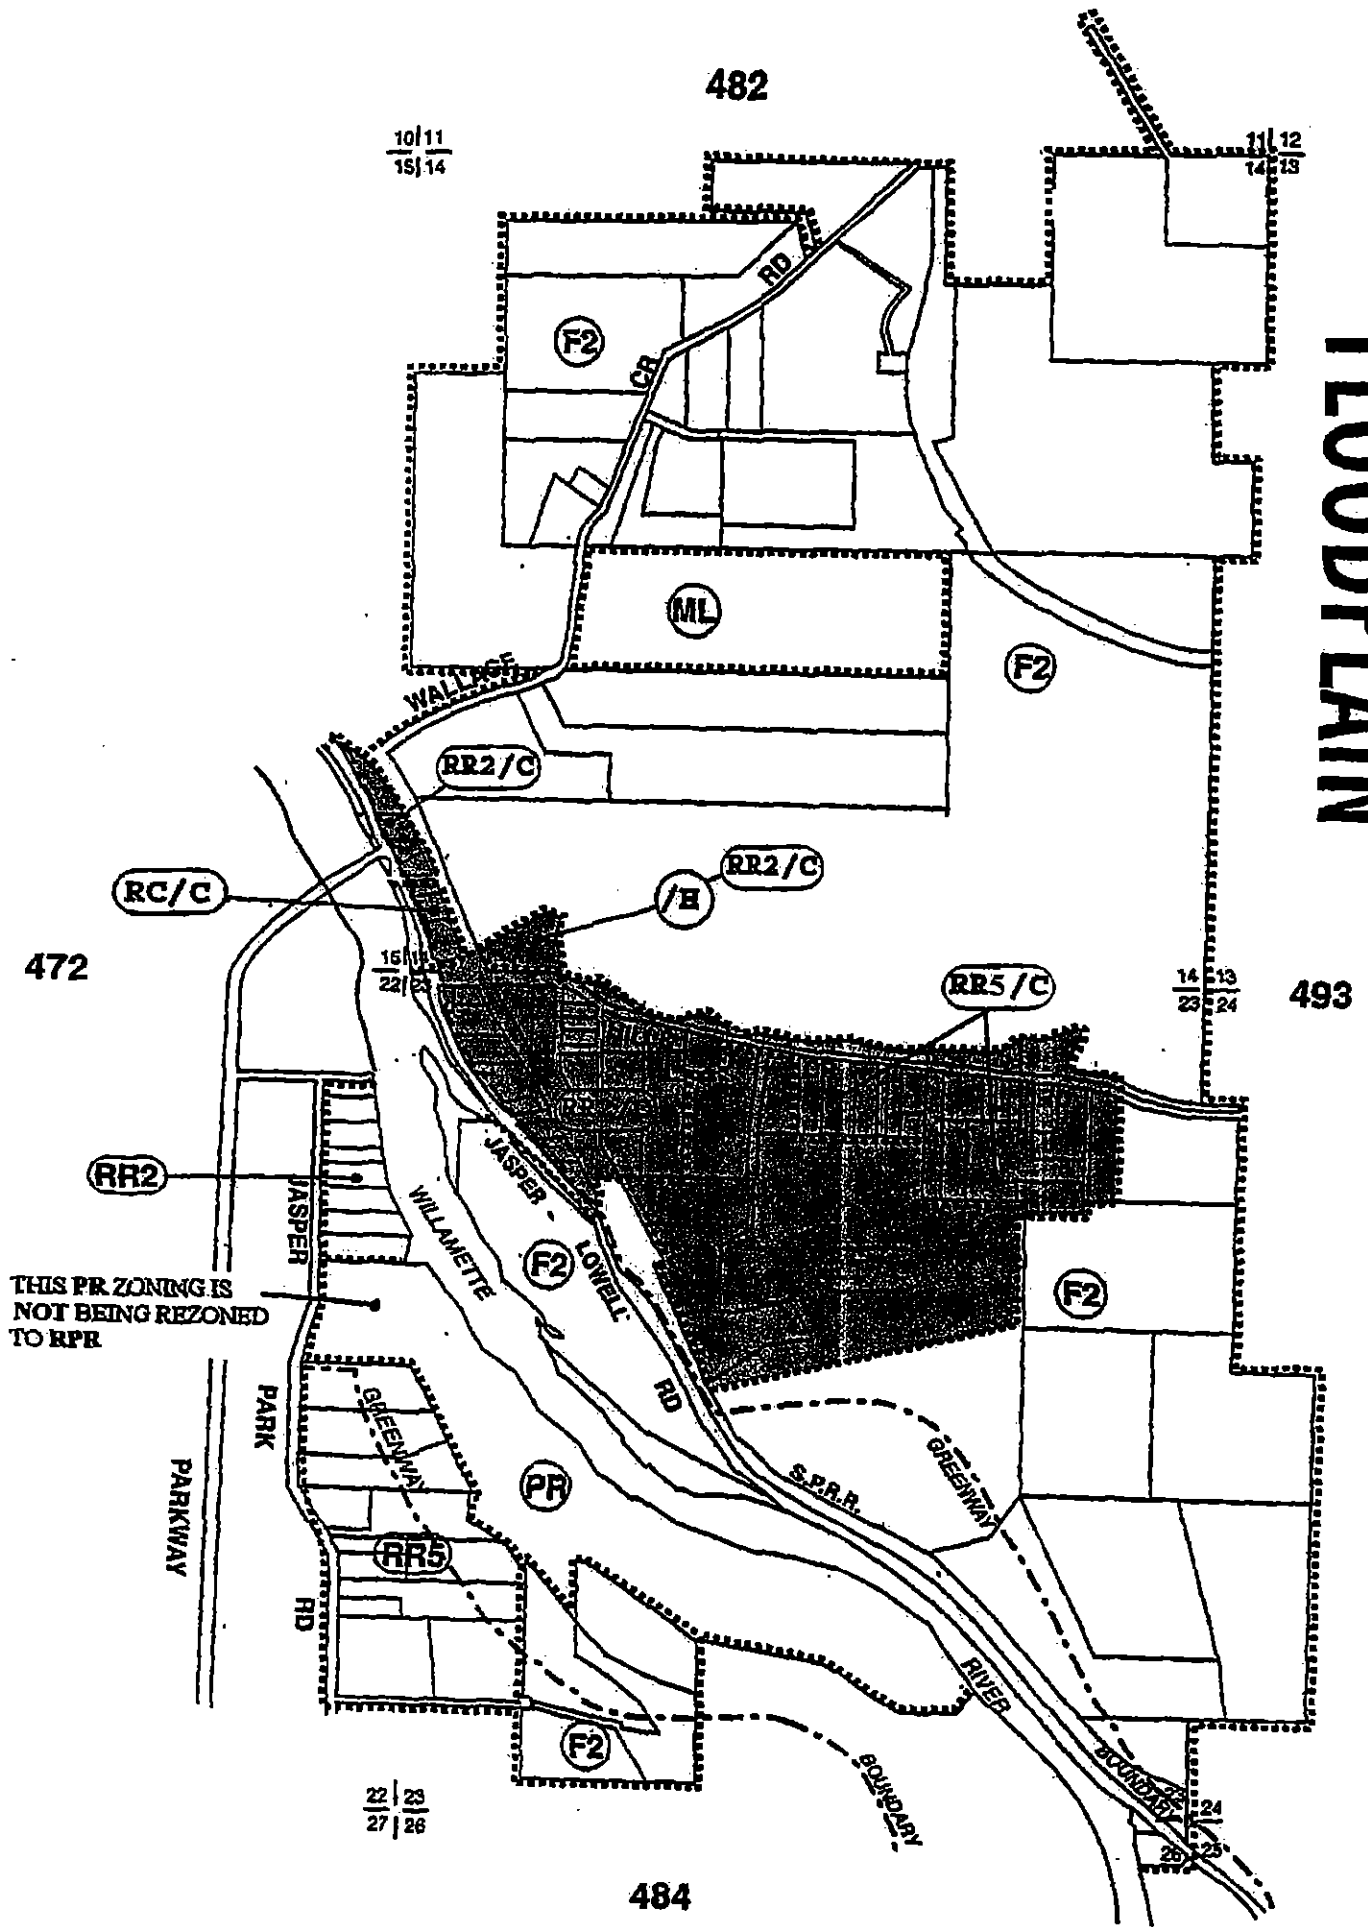 482
10 11
15 14
11 12
14 13
FLOODPLAIN
RD
F2
CR
ML
F2
WALLACE
RR2/C
RR2/C
/H
RC/C
472
22 23
RR5/C
14 13
23 24
493
RR2
JASPER
WILLAMETTE
JASPER
LOWELL
F2
F2
THIS PR ZONING IS
NOT BEING REZONED
TO RPR
RD
PARK
GREENWAY
GREENWAY
S.P.R.R.
PARKWAY
PR
RR5
RD
RIVER
F2
BOUNDARY
BOUNDARY
24
26 25
22 23
27 26
484